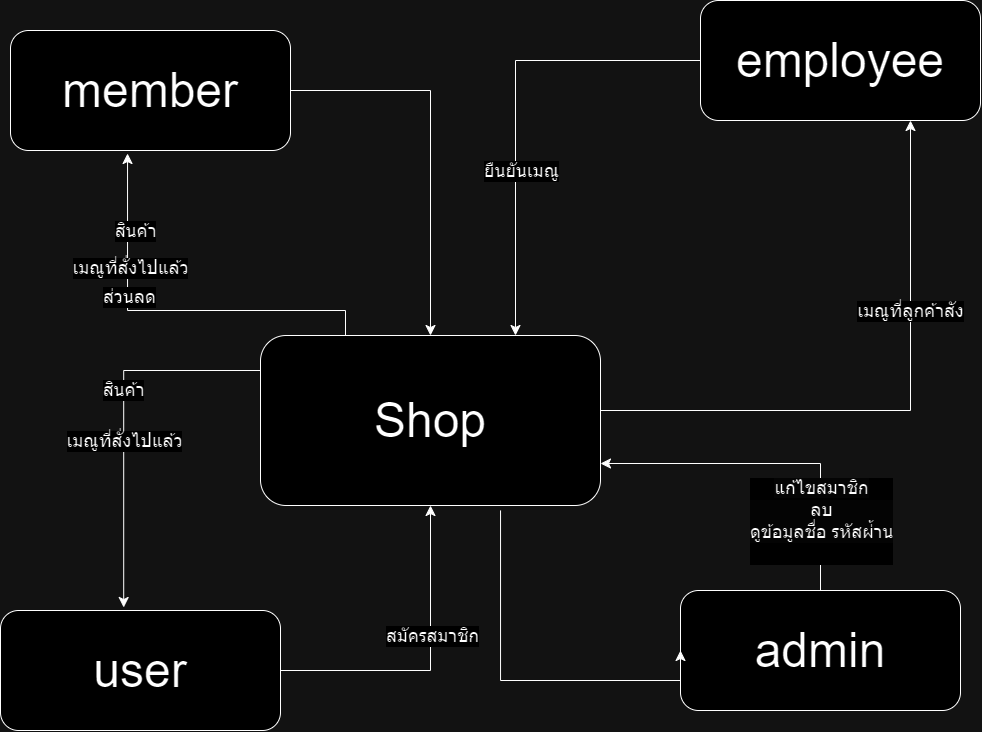 member
employee
ยืนยันเมณู
สินค้า
เมณูที่สั่งไปแล้ว
ส่วนลด
เมณูที่ลูกค้าสัง
สินค้า
เมณูที่สั่งไปแล้ว
Shop
แก้ไขสมาชิก
ลบ
ดูข้อมูลชื่อ รหัสผ่้าน
สมัครสมาชิก
user
admin